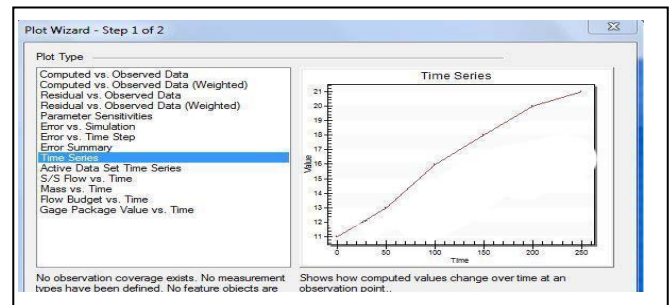 Plot Wizard - Step 1 of 2
Plot Type
Computed vs. Observed Data
Computed vs. Observed Data (Weighted)
Residual vs. Observed Data
Residual vs. Observed Data (Weighted)
Parameter Sensitivities
Error vs. Simulation
Error vs. Time Step
Error Summary
Time Series
Active Data Set Time Series
S/S Flow vs. Time
Mass vs. Time
Flow Budget vs. Time
Gage Package Value vs. Time
Time Series
21
20
19
18
17
16
15
14
13
12
11
Value
0 50 100 150 200 250
Time
No observation coverage exists. No measurement
types have been defined. No feature objects are
Shows how computed values change over time at an
observation point..